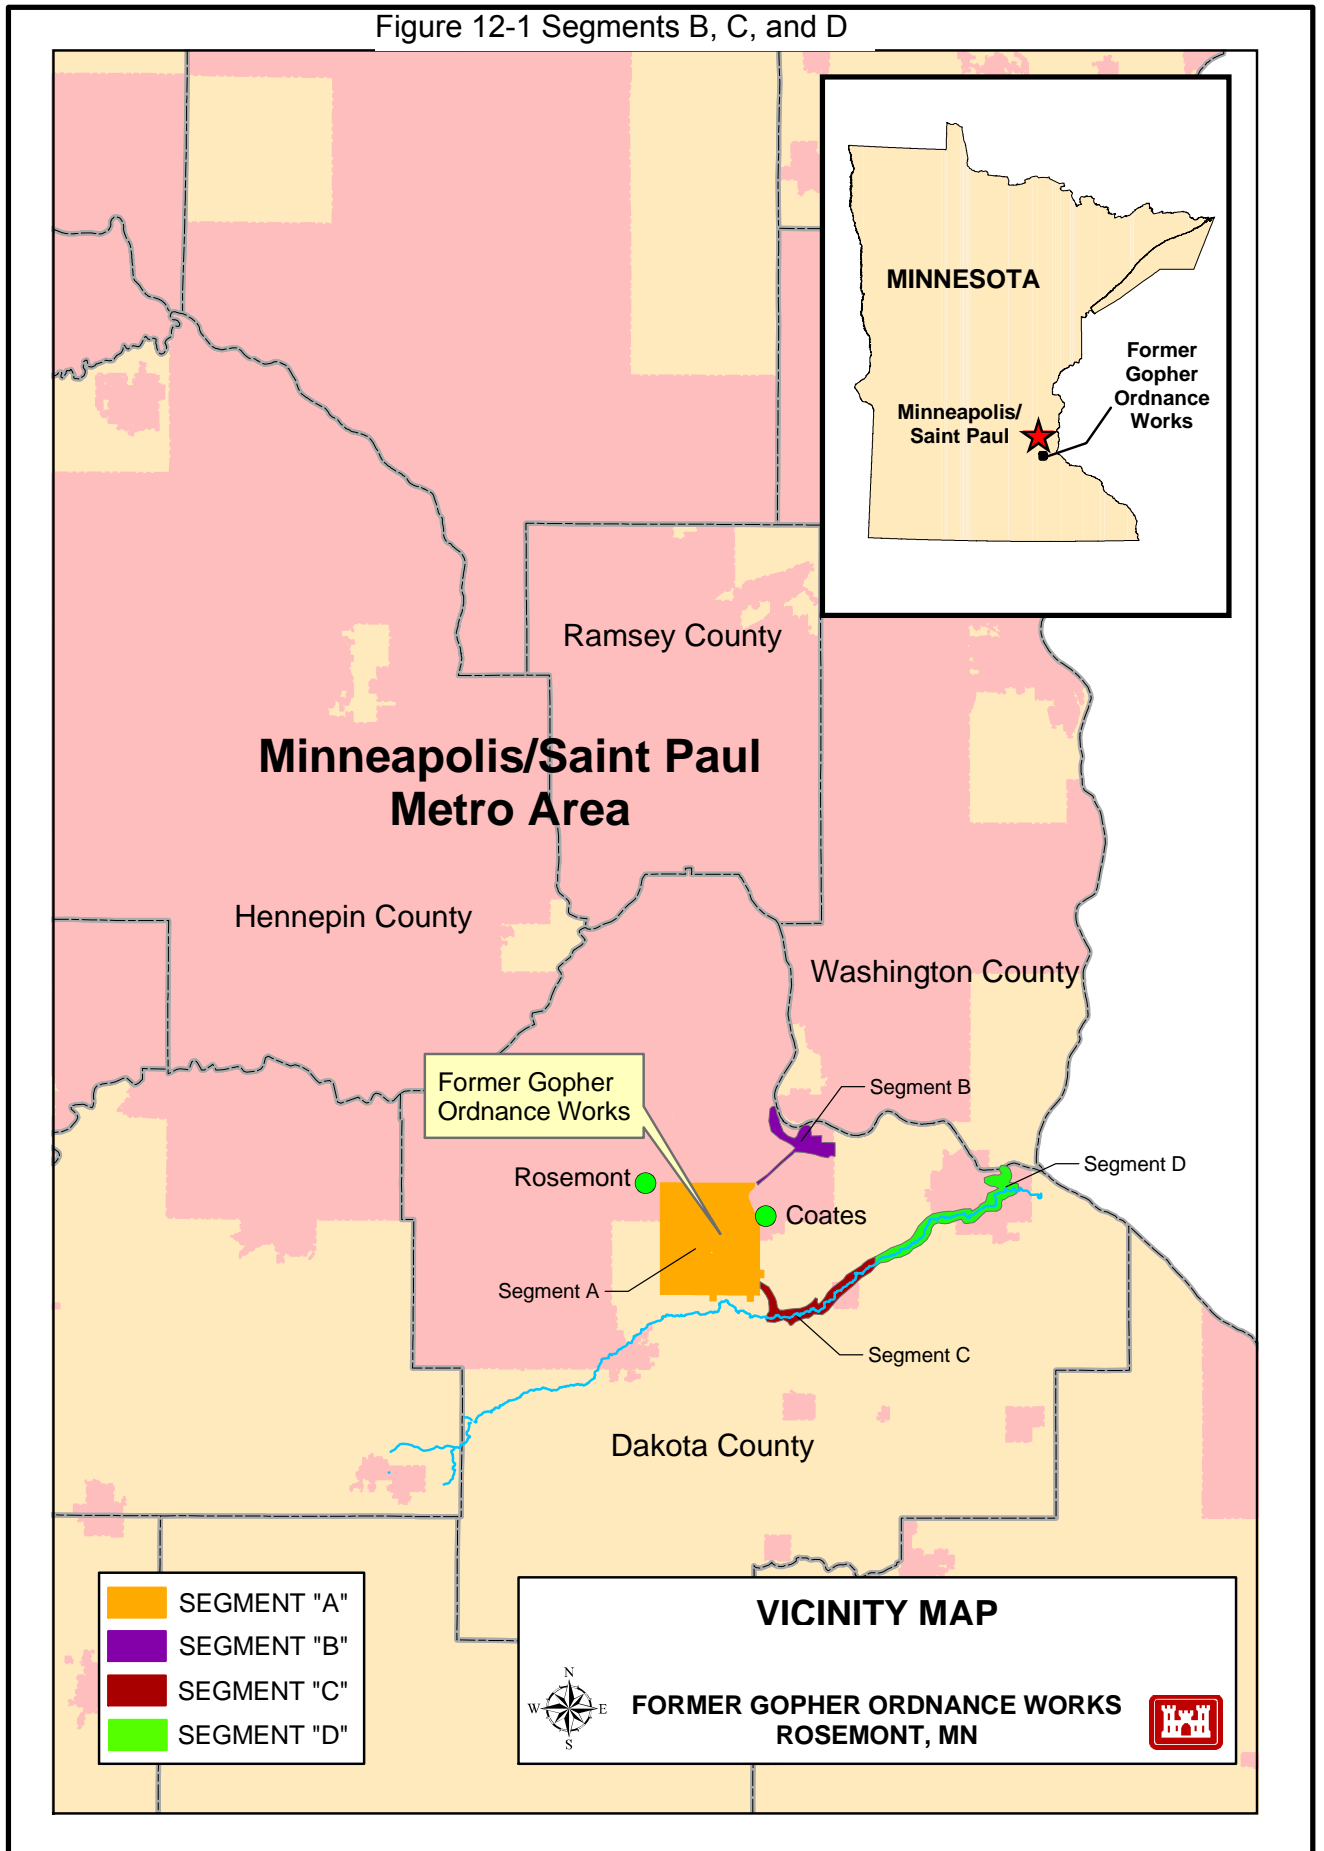 Figure 12-1 Segments B, C, and D
MINNESOTA
Former
Gopher
Ordnance
Works
Minneapolis/
Saint Paul
Ramsey County
Minneapolis/Saint Paul
Metro Area
Hennepin County
Washington County
Former Gopher
Ordnance Works
Segment B
Segment D
Rosemont
Coates
Segment A
Segment C
Dakota County
SEGMENT "A"
SEGMENT "B"
SEGMENT "C"
SEGMENT "D"
VICINITY MAP
N
W
E
S
FORMER GOPHER ORDNANCE WORKS
ROSEMONT, MN